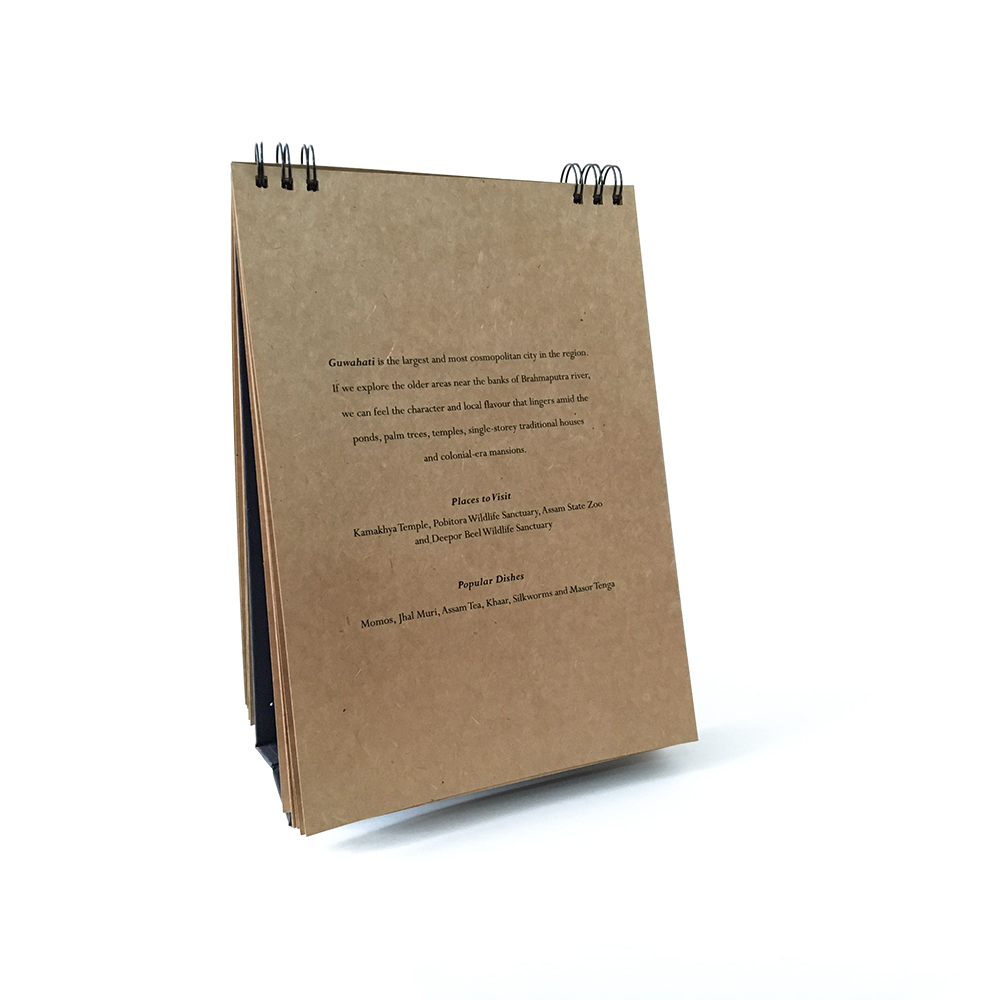 Guwahati is the largest and most cosmopolitan city in the region.
If we explore the older areas near the banks of Brahmaputra river,
we can feel the character and local flavour that lingers amid the
ponds, palm trees, temples, single-storey traditional houses
and colonial-era mansions.
Places to Visit
Kamakhya Temple, Pobitora Wildlife Sanctuary, Assam State Zoo
and Deepor Beel Wildlife Sanctuary
Popular Dishes
Momos, Jhal Muri, Assam Tea, Khaar, Silkworms and Masor Tenga